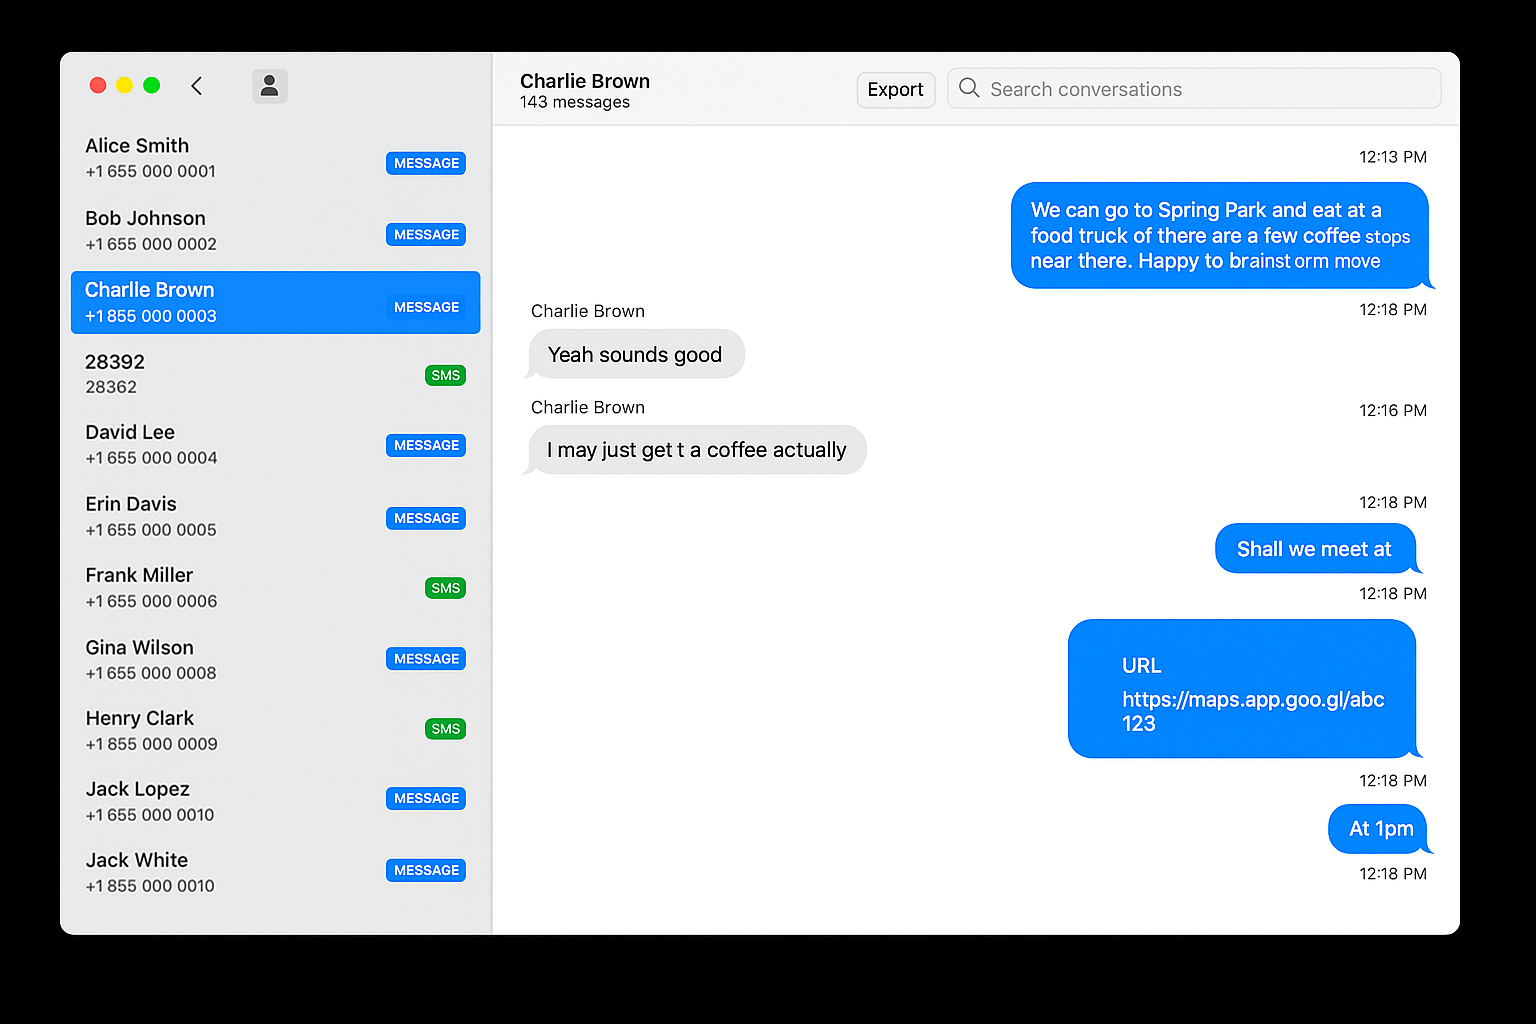 Alice Smith
+1 655 000 0001
MESSAGE
Bob Johnson
+1 655 000 0002
MESSAGE
Charlle Brown
+1 855 000 0003
MESSAGE
28392
28362
SMS
David Lee
+1 655 000 0004
MESSAGE
Erin Davis
+1 655 000 0005
MESSAGE
Frank Miller
+1 655 000 0006
SMS
Gina Wilson
+1 655 000 0008
MESSAGE
Henry Clark
+1 855 000 0009
SMS
Jack Lopez
+1 655 000 0010
MESSAGE
Jack White
+1 855 000 0010
MESSAGE
Charlie Brown
143 messages
Export
Search conversations
12:13 PM
We can go to Spring Park and eat at a
food truck of there are a few coffee stops
near there. Happy to brainst orm move
12:18 PM
Charlie Brown
Yeah sounds good
Charlie Brown
12:16 PM
I may just get t a coffee actually
12:18 PM
Shall we meet at
12:18 PM
URL
https://maps.app.goo.gl/abc
123
12:18 PM
At 1pm
12:18 PM